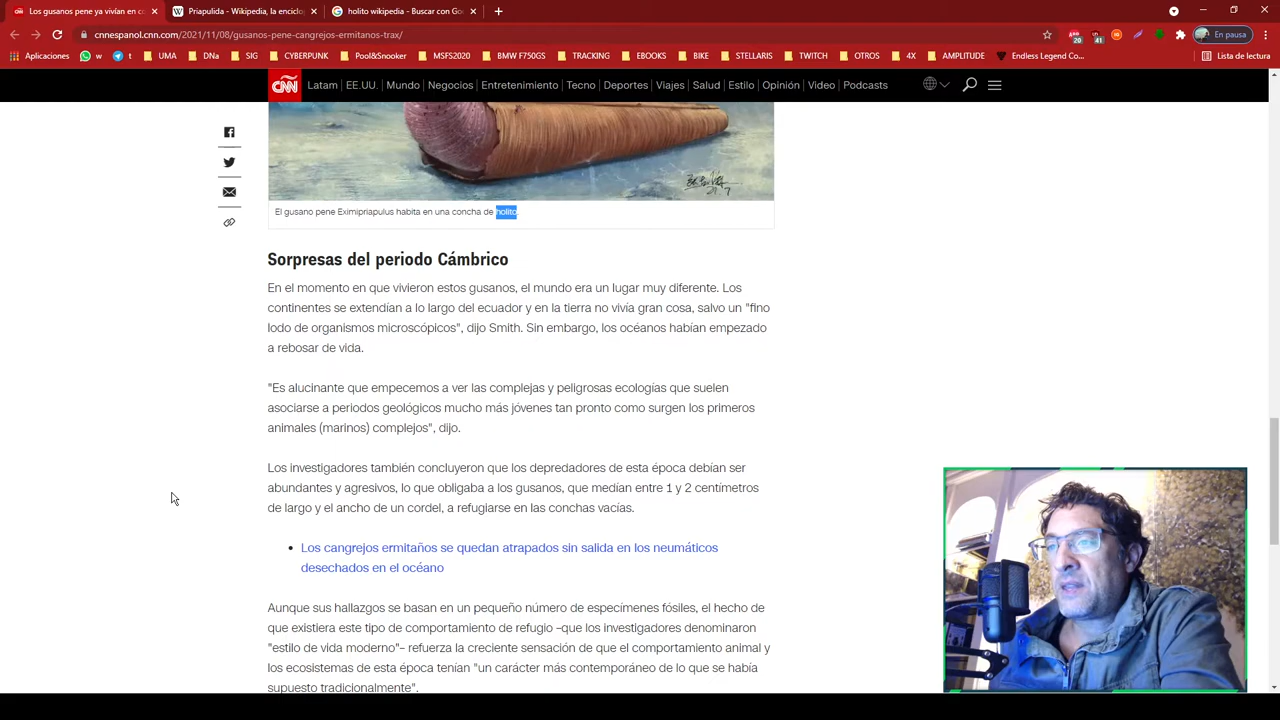 Los gusanos pene ya vivían en c
Priapulida - Wikipedia, la enciclop
holito wikipedia - Buscar con Goo
cnnespanol.cnn.com/2021/11/08/gusanos-pene-cangrejos-ermitanos-trax/
20
41
En pausa
Aplicaciones
w
t
UMA
DNa
SIG
CYBERPUNK
Pool&Snooker
MSFS2020
BMW F750GS
TRACKING
EBOOKS
BIKE
STELLARIS
TWITCH
OTROS
4X
AMPLITUDE
Endless Legend Co...
Lista de lectura
CNN
Latam
EE.UU.
Mundo
Negocios
Entretenimiento
Tecno
Deportes
Viajes
Salud
Estilo
Opinión
Video
Podcasts
El gusano pene Eximipriapulus habita en una concha de holito.
Sorpresas del periodo Cámbrico
En el momento en que vivieron estos gusanos, el mundo era un lugar muy diferente. Los
continentes se extendían a lo largo del ecuador y en la tierra no vivía gran cosa, salvo un "fino
lodo de organismos microscópicos", dijo Smith. Sin embargo, los océanos habían empezado
a rebosar de vida.
"Es alucinante que empecemos a ver las complejas y peligrosas ecologías que suelen
asociarse a periodos geológicos mucho más jóvenes tan pronto como surgen los primeros
animales (marinos) complejos", dijo.
Los investigadores también concluyeron que los depredadores de esta época debían ser
abundantes y agresivos, lo que obligaba a los gusanos, que medían entre 1 y 2 centímetros
de largo y el ancho de un cordel, a refugiarse en las conchas vacías.
Los cangrejos ermitaños se quedan atrapados sin salida en los neumáticos
desechados en el océano
Aunque sus hallazgos se basan en un pequeño número de especímenes fósiles, el hecho de
que existiera este tipo de comportamiento de refugio –que los investigadores denominaron
"estilo de vida moderno"– refuerza la creciente sensación de que el comportamiento animal y
los ecosistemas de esta época tenían "un carácter más contemporáneo de lo que se había
supuesto tradicionalmente".